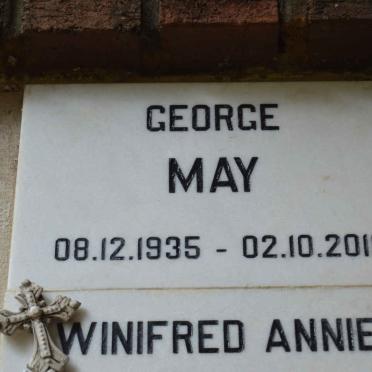 GEORGE
MAY
08.12.1935 - 02.10.201
WINIFRED ANNIE